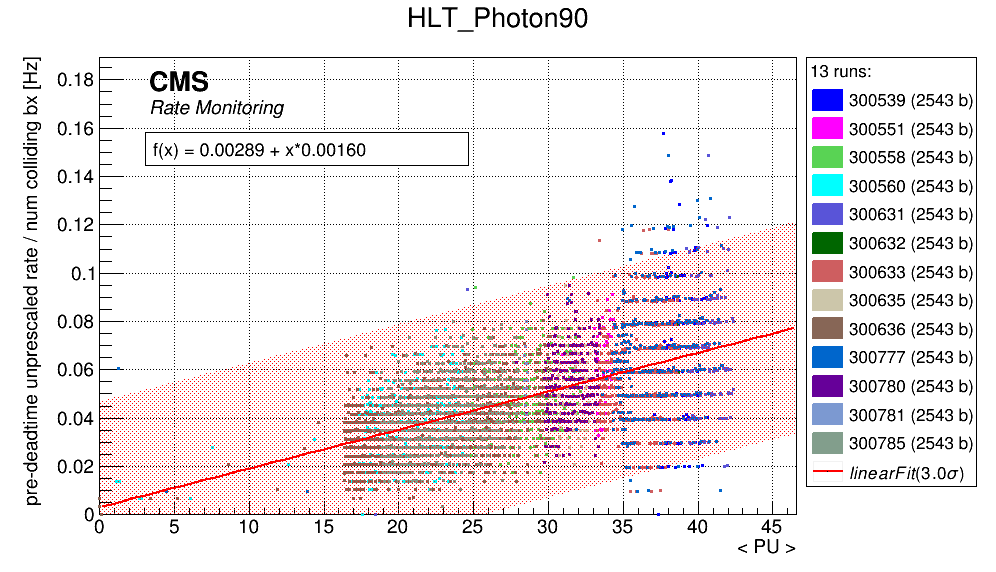 HLT_Photon90
pre-deadtime unprescaled rate / num colliding bx [Hz]
CMS
Rate Monitoring
f(x) = 0.00289 + x*0.00160
0.18
0.16
0.14
0.12
0.1
0.08
0.06
0.04
0.02
0
0 5 10 15 20 25 30 35 40 45
< PU >
13 runs:
300539 (2543 b)
300551 (2543 b)
300558 (2543 b)
300560 (2543 b)
300631 (2543 b)
300632 (2543 b)
300633 (2543 b)
300635 (2543 b)
300636 (2543 b)
300777 (2543 b)
300780 (2543 b)
300781 (2543 b)
300785 (2543 b)
linearFit(3.0σ)